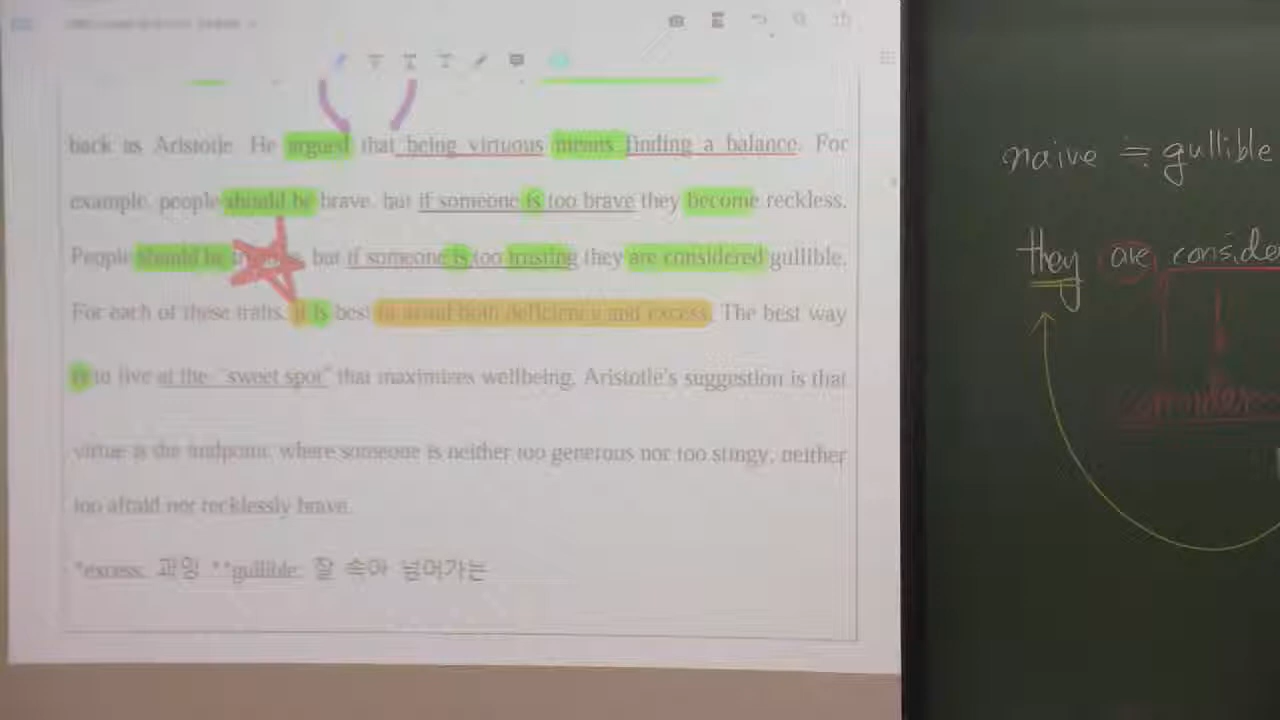 back as Aristotle. He argued that being virtuous means finding a balance. For
example, people should be brave, but if someone is too brave they become reckless.
People should be but if someone is too trusting they are considered gullible.
For each of these traits, it is best to avoid both deficiency and excess. The best way
is to live at the "sweet spot" that maximizes wellbeing. Aristotle's suggestion is that
virtue is the midpoint, where someone is neither too generous nor too stingy, neither
too afraid nor recklessly brave.
*excess: 과잉 **gullible: 잘 속아 넘어가는
naive ≒ gullible
they are conside